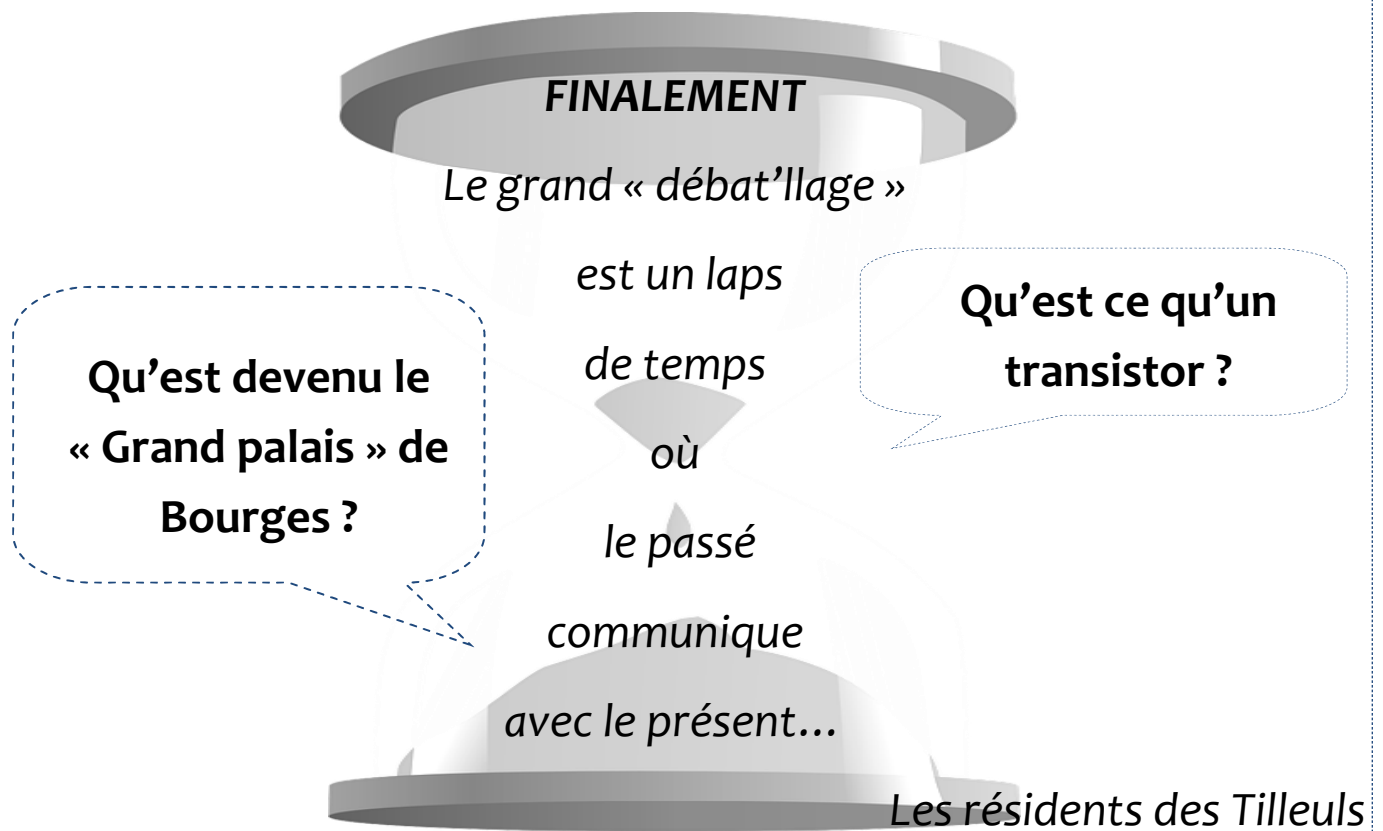 FINALEMENT
Le grand « débat’llage »
est un laps
de temps
où
le passé
communique
avec le présent…
Qu’est devenu le
« Grand palais » de
Bourges ?
Qu’est ce qu’un
transistor ?
Les résidents des Tilleuls